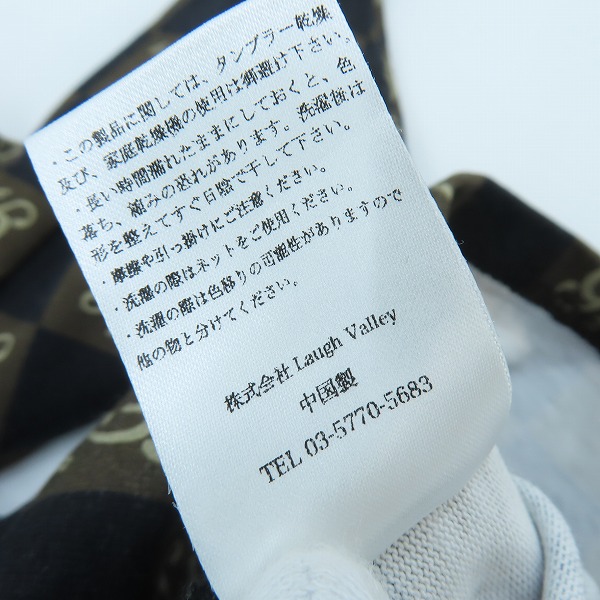 ・この製品に関しては、タンブラー乾燥
及び、家庭乾燥機の使用は御避け下さい。
・長い時間濡れたままにしておくと、色
落ち、縮みの恐れがあります。洗濯後は
形を整えてすぐ日陰で干して下さい。
・摩擦や引っ掛けにご注意ください。
・洗濯の際はネットをご使用ください。
・洗濯の際は色移りの可能性がありますので
他の物と分けてください。
株式会社 Laugh Valley
中国製
TEL 03-5770-5683